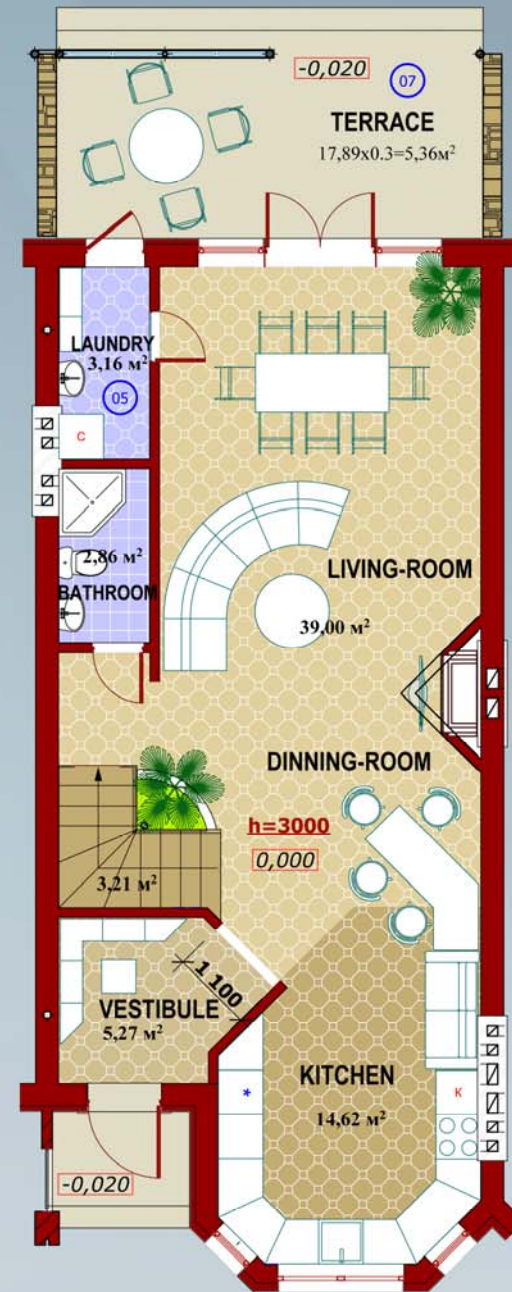 -0,020
07
TERRACE
17,89x0.3=5,36м²
LAUNDRY
3,16 м²
05
C
2,86 м²
BATHROOM
LIVING-ROOM
39,00 м²
DINNING-ROOM
h=3000
0,000
3,21 м²
1 100
VESTIBULE
5,27 м²
KITCHEN
14,62 м²
*
K
-0,020